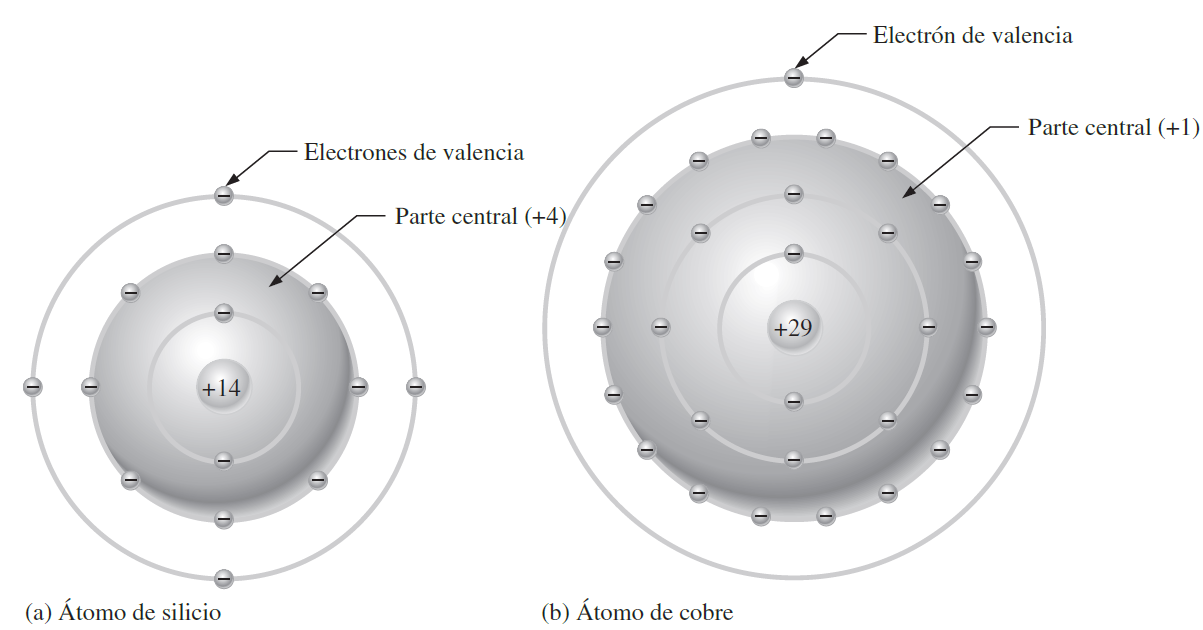 Electrón de valencia
Parte central (+1)
Electrones de valencia
Parte central (+4)
+29
+14
(a) Átomo de silicio
(b) Átomo de cobre